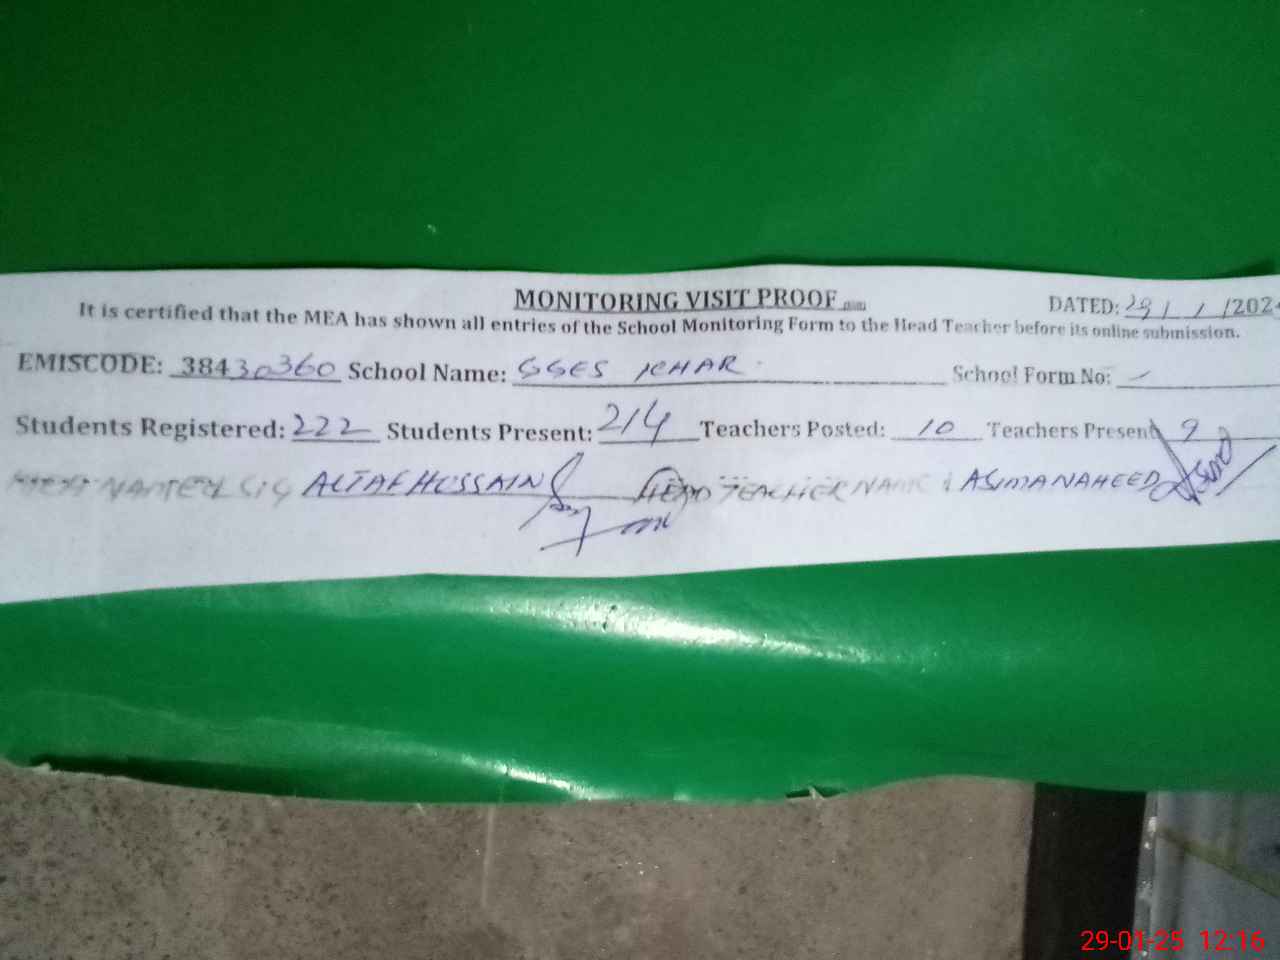 MONITORING VISIT PROOF
DATED: 29/1/202
It is certified that the MEA has shown all entries of the School Monitoring Form to the Head Teacher before its online submission.
EMISCODE: 38430360 School Name: GGES KHAR School Form No: -
Students Registered: 222 Students Present: 214 Teachers Posted: 10 Teachers Present 9
ALTAF HUSSAIN HEAD TEACHER NAME : ASIMA NAHEED
29-01-25 12:16